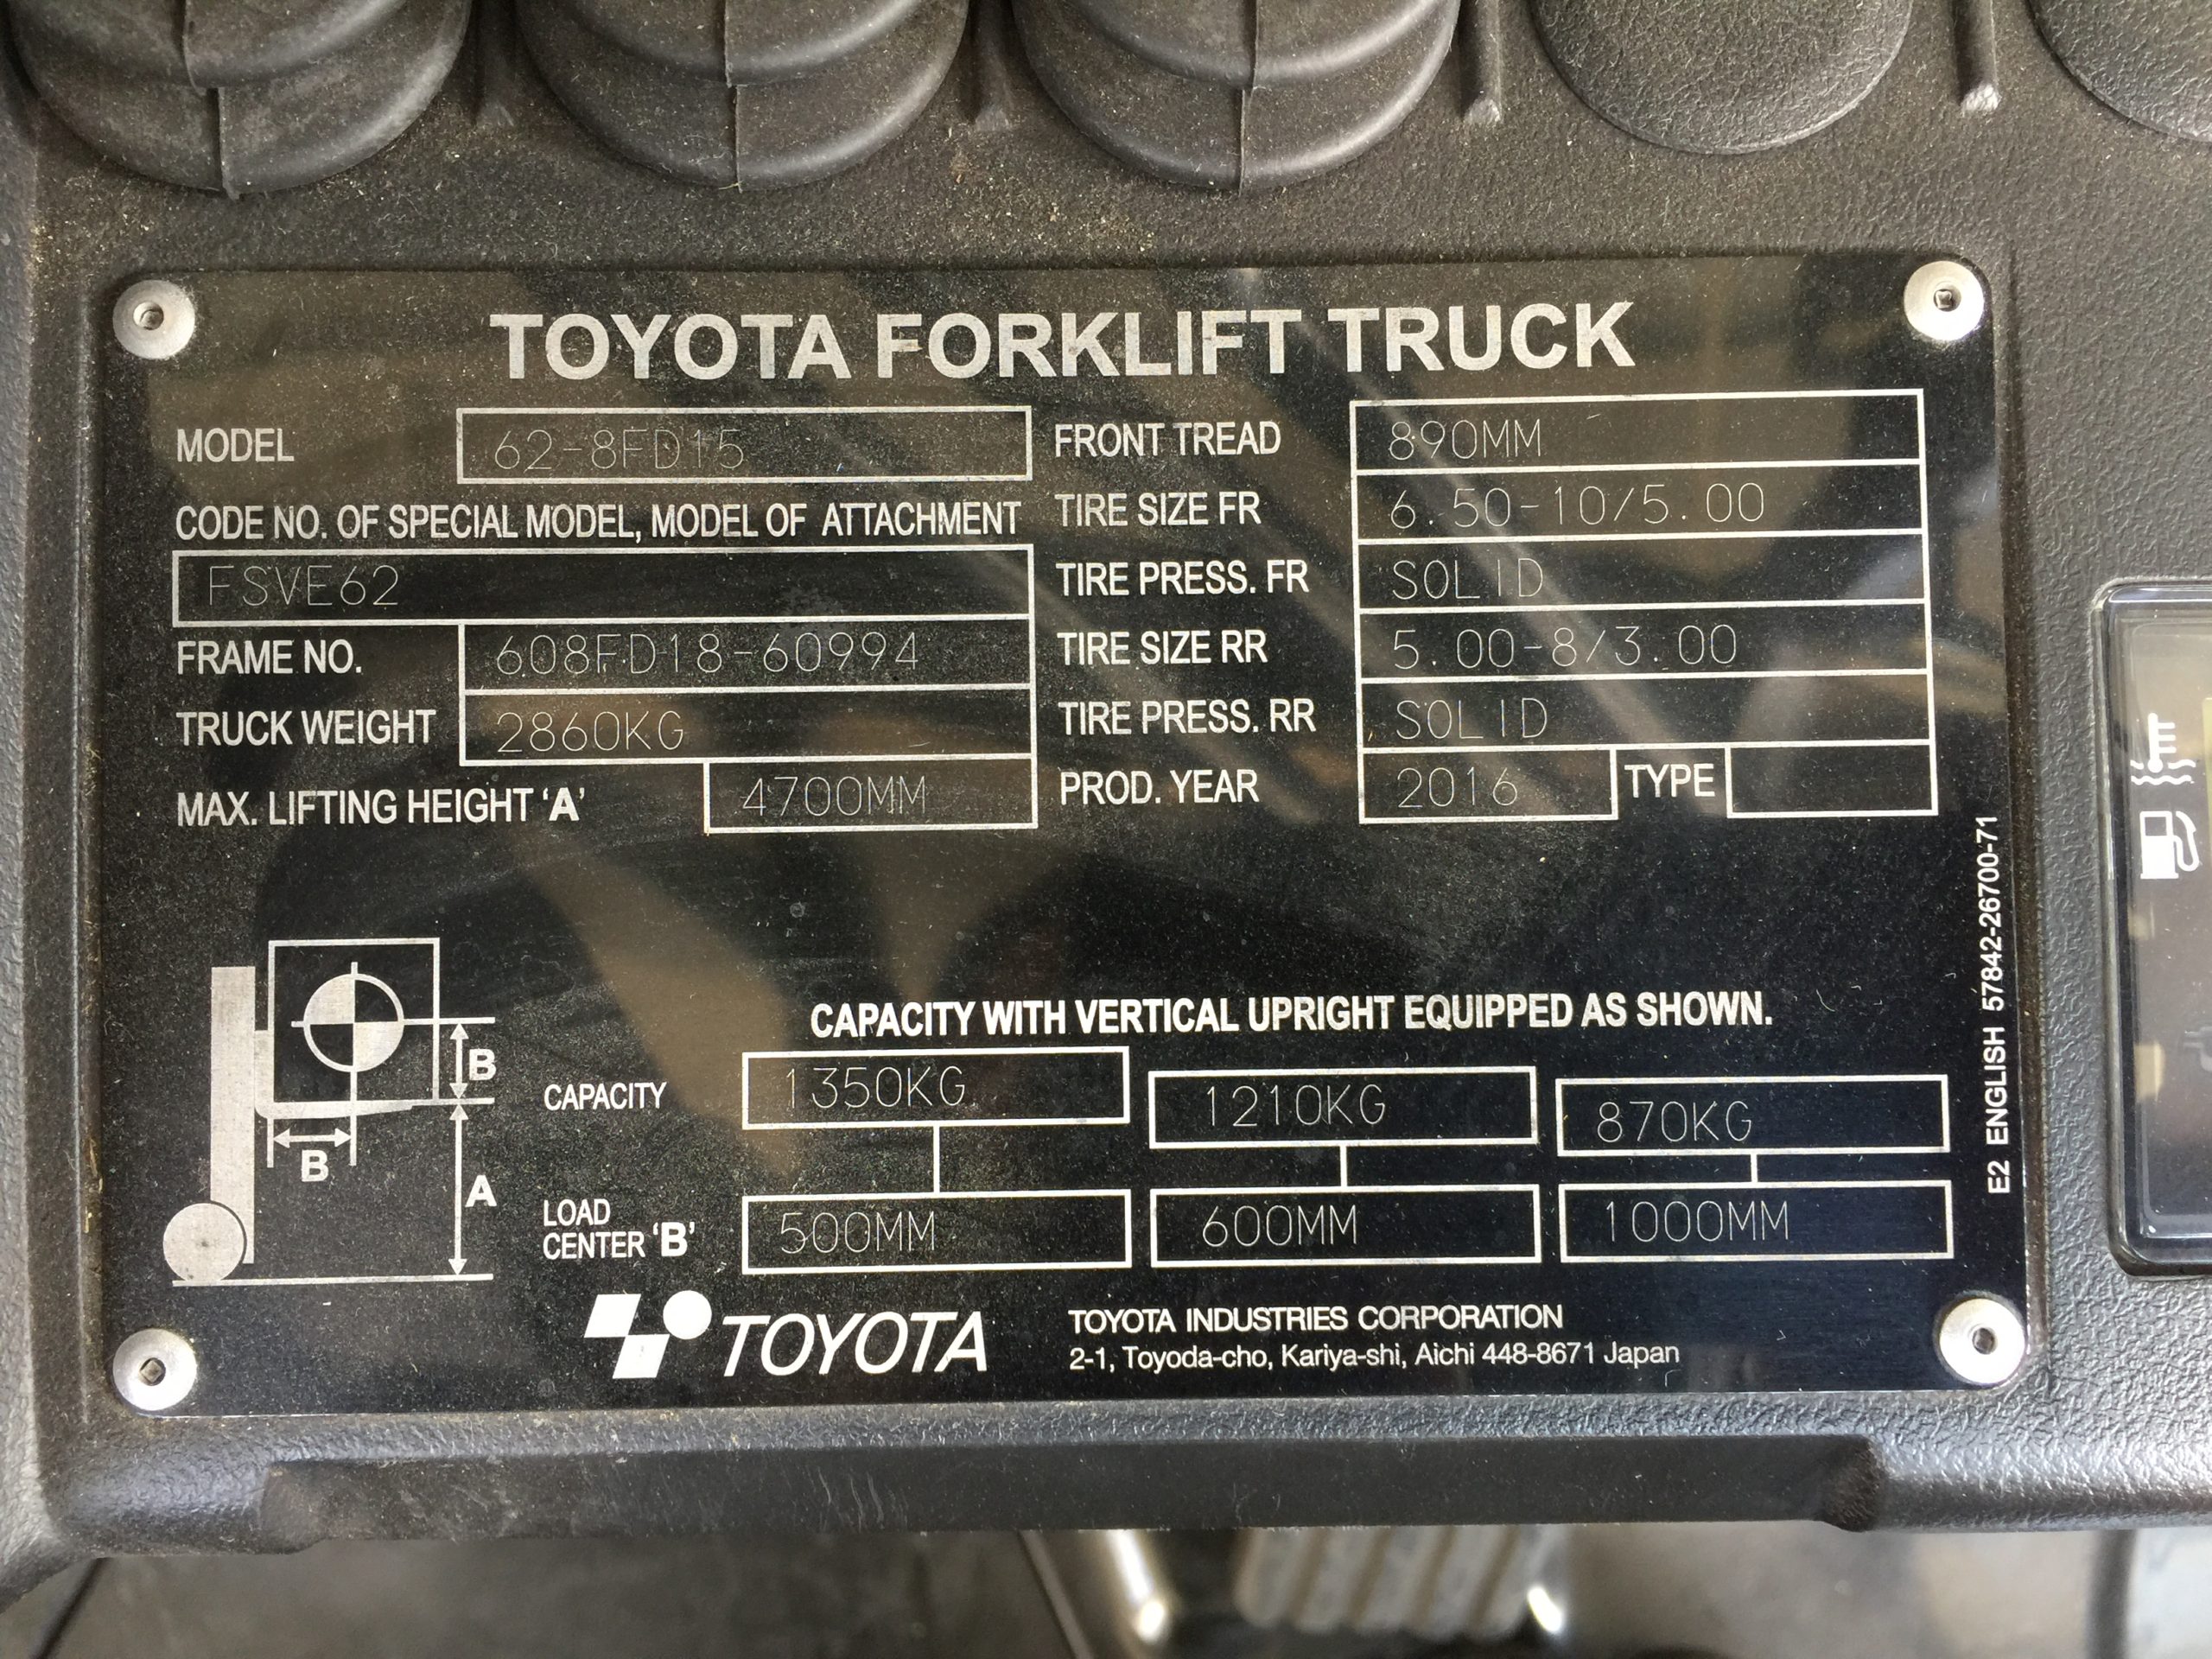 TOYOTA FORKLIFT TRUCK
MODEL 62-8FD15
CODE NO. OF SPECIAL MODEL, MODEL OF ATTACHMENT
FSVE62
FRAME NO. 608FD18-60994
TRUCK WEIGHT 2860KG
MAX. LIFTING HEIGHT 'A' 4700MM
FRONT TREAD 890MM
TIRE SIZE FR 6.50-10/5.00
TIRE PRESS. FR SOLID
TIRE SIZE RR 5.00-8/3.00
TIRE PRESS. RR SOLID
PROD. YEAR 2016 TYPE
B
B
A
CAPACITY WITH VERTICAL UPRIGHT EQUIPPED AS SHOWN.
CAPACITY 1350KG 1210KG 870KG
LOAD
CENTER 'B' 500MM 600MM 1000MM
TOYOTA
TOYOTA INDUSTRIES CORPORATION
2-1, Toyoda-cho, Kariya-shi, Aichi 448-8671 Japan
E2 ENGLISH 57842-26700-71